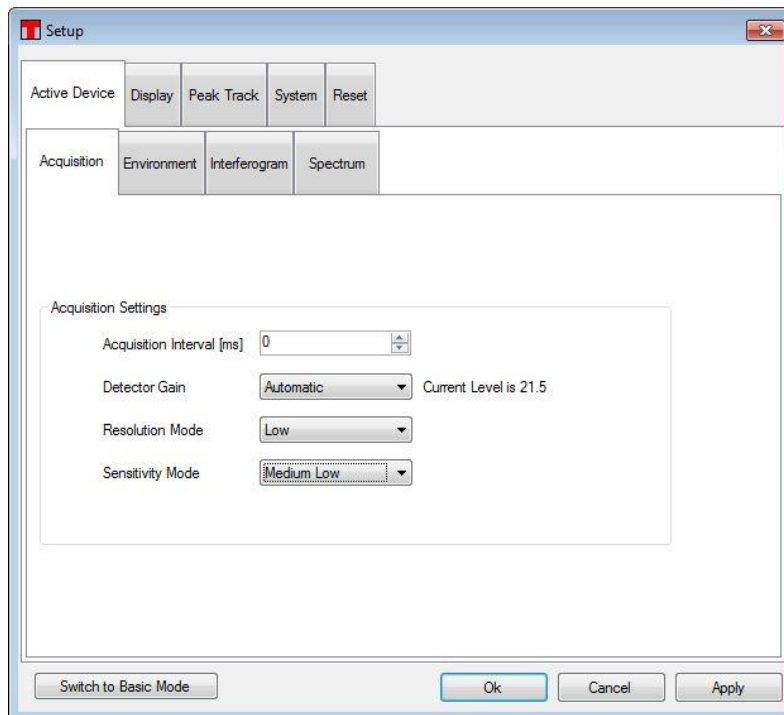 Setup
Active Device Display Peak Track System Reset
Acquisition Environment Interferogram Spectrum
Acquisition Settings
Acquisition Interval [ms] 0
Detector Gain Automatic Current Level is 21.5
Resolution Mode Low
Sensitivity Mode Medium Low
Switch to Basic Mode Ok Cancel Apply